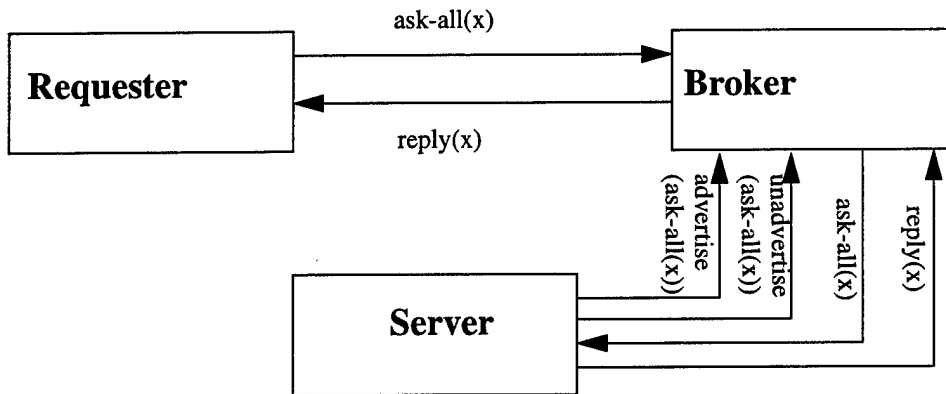 ask-all(x)
Requester
Broker
reply(x)
advertise
(ask-all(x))
unadvertise
(ask-all(x))
ask-all(x)
reply(x)
Server